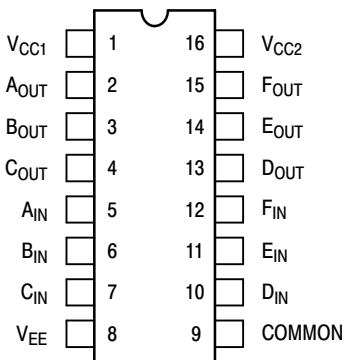 VCC1 1 16 VCC2
AOUT 2 15 FOUT
BOUT 3 14 EOUT
COUT 4 13 DOUT
AIN 5 12 FIN
BIN 6 11 EIN
CIN 7 10 DIN
VEE 8 9 COMMON